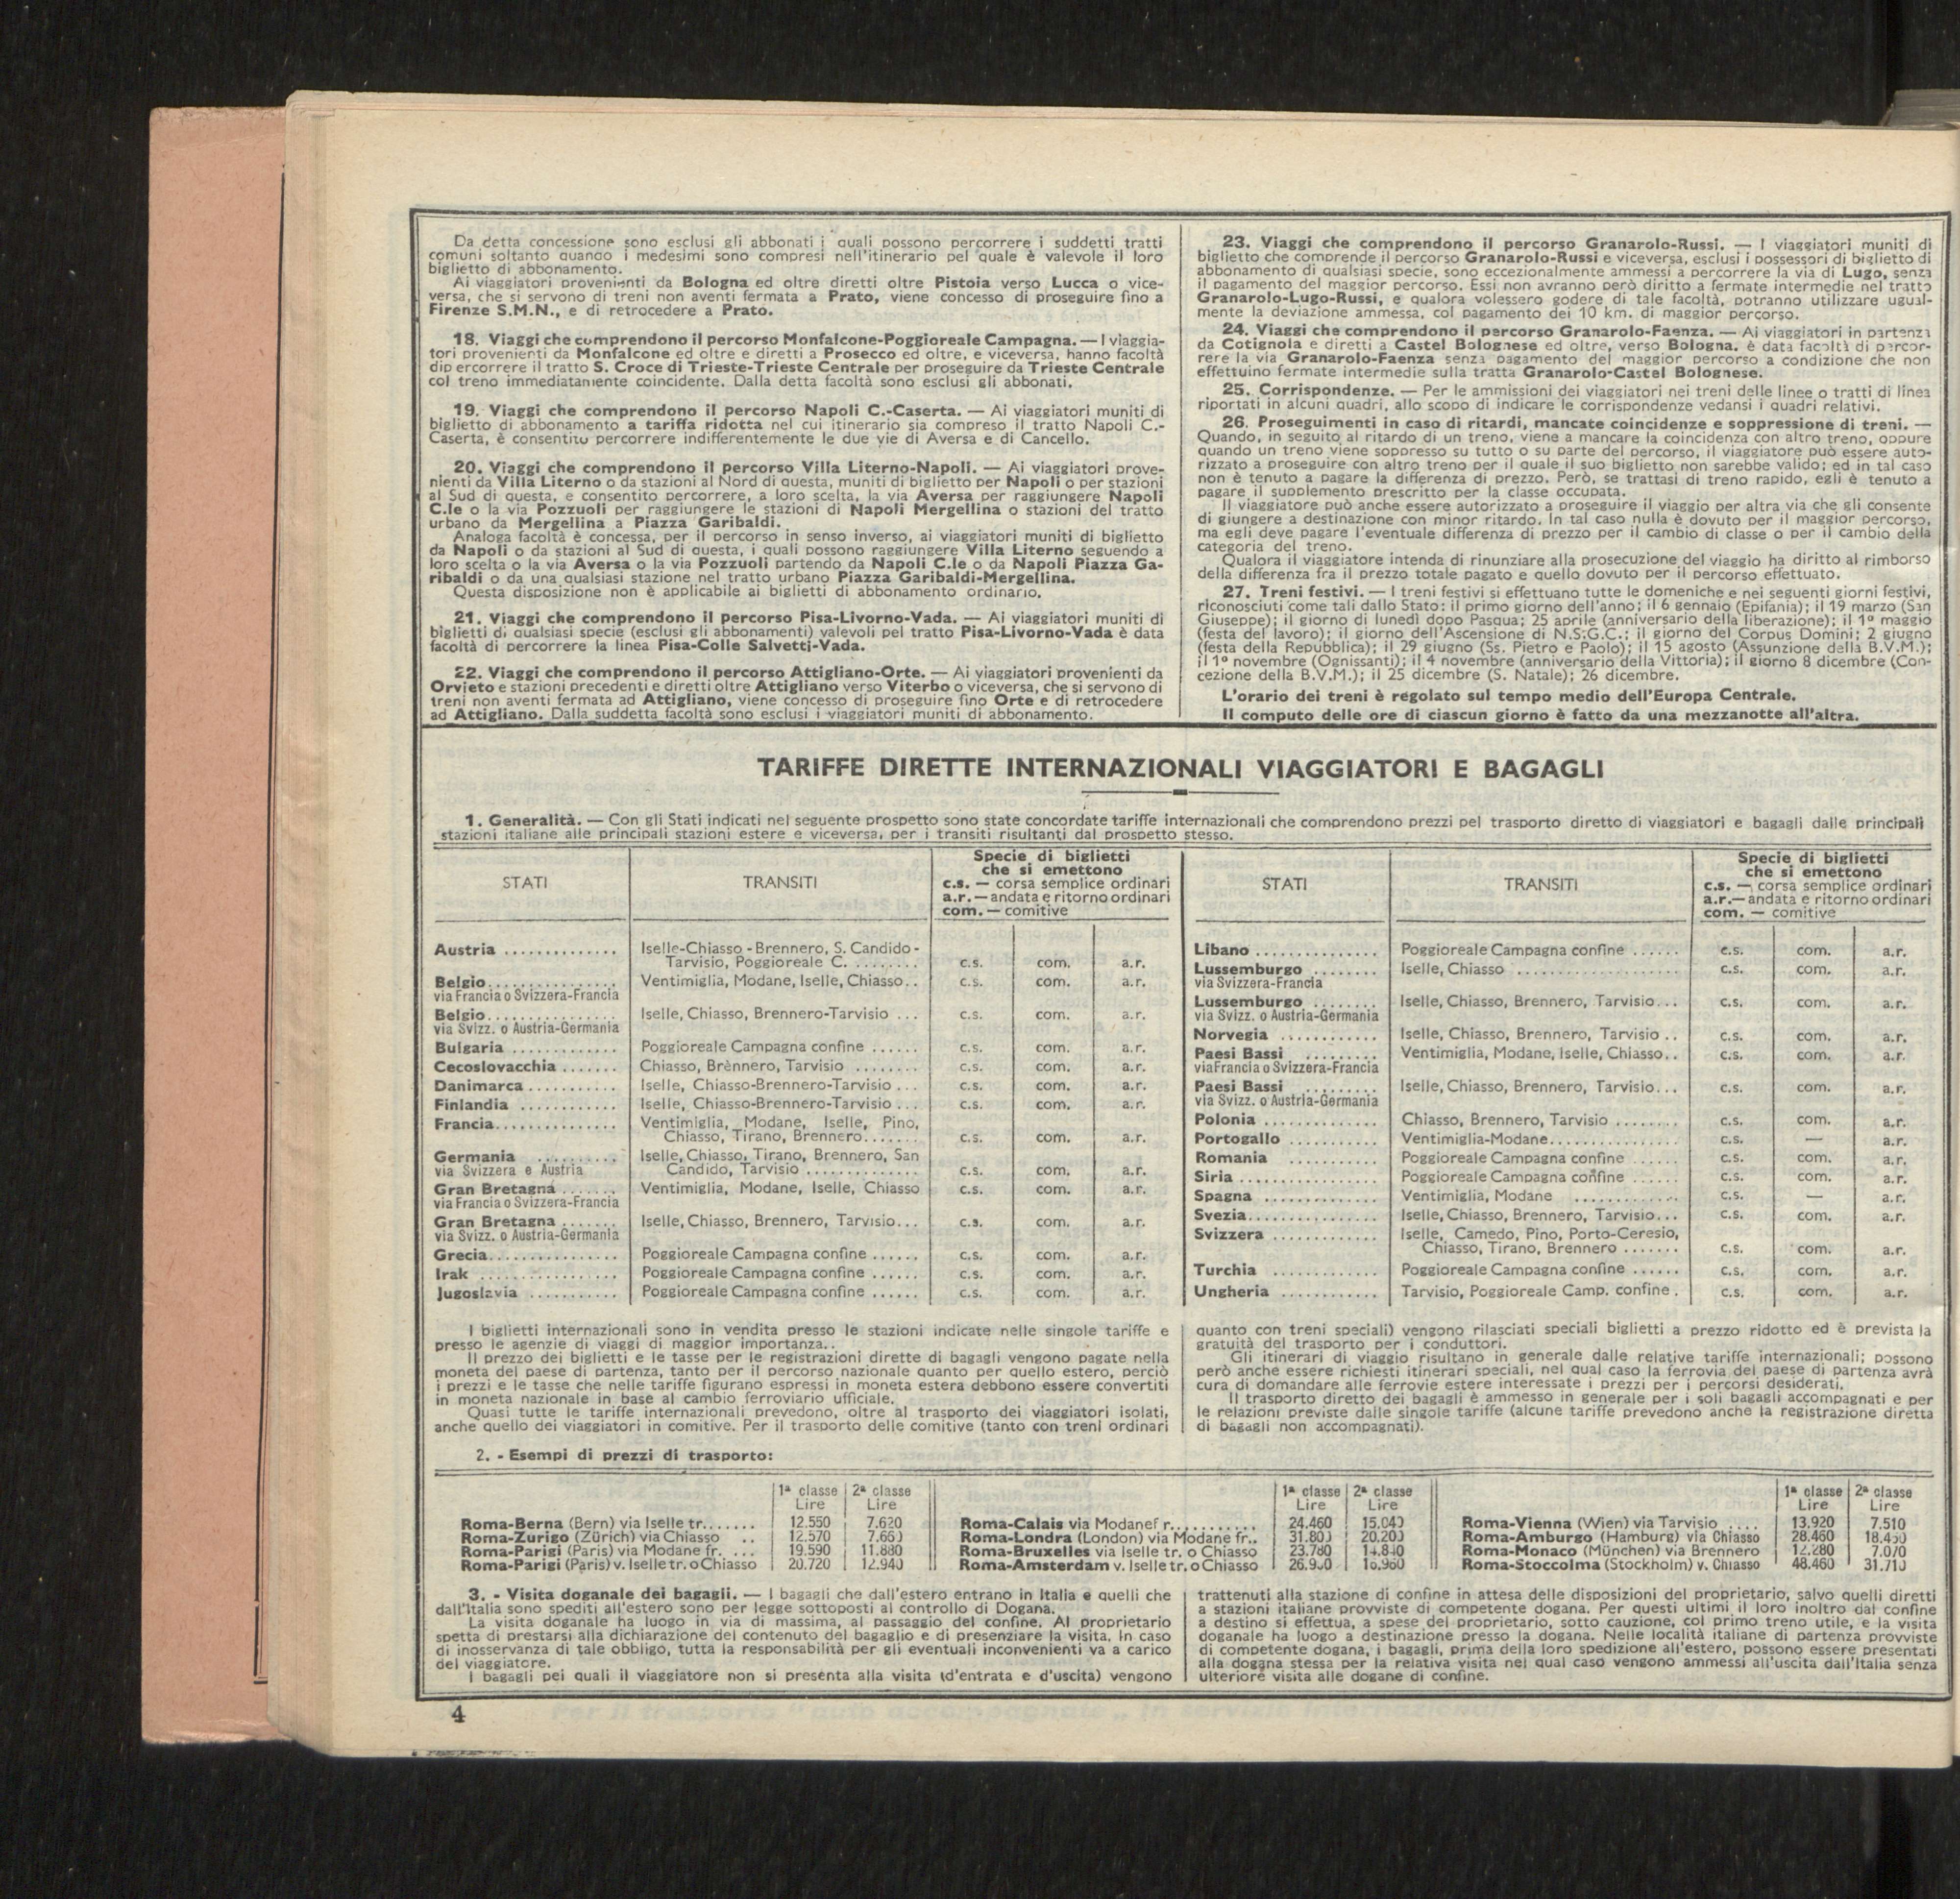 Da detta concessione sono esclusi gli abbonati i quali possono percorrere i suddetti tratti
comuni soltanto quando i medesimi sono compresi nell'itinerario pel quale è valevole il loro
biglietto di abbonamento.
Ai viaggiatori provenienti da Bologna ed oltre diretti oltre Pistoia verso Lucca o vice-
versa, che si servono di treni non aventi fermata a Prato, viene concesso di proseguire fino a
Firenze S.M.N., e di retrocedere a Prato.
18. Viaggi che comprendono il percorso Monfalcone-Poggioreale Campagna. — I viaggia-
tori provenienti da Monfalcone ed oltre e diretti a Prosecco ed oltre, e viceversa, hanno facoltà
dip ercorrere il tratto S. Croce di Trieste-Trieste Centrale per proseguire da Trieste Centrale
col treno immediatamente coincidente. Dalla detta facoltà sono esclusi gli abbonati.
19. Viaggi che comprendono il percorso Napoli C.-Caserta. — Ai viaggiatori muniti di
biglietto di abbonamento a tariffa ridotta nel cui itinerario sia compreso il tratto Napoli C.-
Caserta, è consentito percorrere indifferentemente le due vie di Aversa e di Cancello.
20. Viaggi che comprendono il percorso Villa Literno-Napoli. — Ai viaggiatori prove-
nienti da Villa Literno o da stazioni al Nord di questa, muniti di biglietto per Napoli o per stazioni
al Sud di questa, e consentito percorrere, a loro scelta, la via Aversa per raggiungere Napoli
C.le o la via Pozzuoli per raggiungere le stazioni di Napoli Mergellina o stazioni del tratto
urbano da Mergellina a Piazza Garibaldi.
Analoga facoltà è concessa, per il percorso in senso inverso, ai viaggiatori muniti di biglietto
da Napoli o da stazioni al Sud di questa, i quali possono raggiungere Villa Literno seguendo a
loro scelta o la via Aversa o la via Pozzuoli partendo da Napoli C.le o da Napoli Piazza Ga-
ribaldi o da una qualsiasi stazione nel tratto urbano Piazza Garibaldi-Mergellina.
Questa disposizione non è applicabile ai biglietti di abbonamento ordinario.
21. Viaggi che comprendono il percorso Pisa-Livorno-Vada. — Ai viaggiatori muniti di
biglietti di qualsiasi specie (esclusi gli abbonamenti) valevoli pel tratto Pisa-Livorno-Vada è data
facoltà di percorrere la linea Pisa-Colle Salvetti-Vada.
22. Viaggi che comprendono il percorso Attigliano-Orte. — Ai viaggiatori provenienti da
Orvieto e stazioni precedenti e diretti oltre Attigliano verso Viterbo o viceversa, che si servono di
treni non aventi fermata ad Attigliano, viene concesso di proseguire fino Orte e di retrocedere
ad Attigliano. Dalla suddetta facoltà sono esclusi i viaggiatori muniti di abbonamento.
23. Viaggi che comprendono il percorso Granarolo-Russi. — I viaggiatori muniti di
biglietto che comprende il percorso Granarolo-Russi e viceversa, esclusi i possessori di biglietto di
abbonamento di qualsiasi specie, sono eccezionalmente ammessi a percorrere la via di Lugo, senza
il pagamento del maggior percorso. Essi non avranno però diritto a fermate intermedie nel tratto
Granarolo-Lugo-Russi, e qualora volessero godere di tale facoltà, potranno utilizzare ugual-
mente la deviazione ammessa, col pagamento dei 10 km. di maggior percorso.
24. Viaggi che comprendono il percorso Granarolo-Faenza. — Ai viaggiatori in partenza
da Cotignola e diretti a Castel Bolognese ed oltre, verso Bologna, è data facoltà di percor-
rere la via Granarolo-Faenza senza pagamento del maggior percorso a condizione che non
effettuino fermate intermedie sulla tratta Granarolo-Castel Bolognese.
25. Corrispondenze. — Per le ammissioni dei viaggiatori nei treni delle linee o tratti di linea
riportati in alcuni quadri, allo scopo di indicare le corrispondenze vedansi i quadri relativi.
26. Proseguimenti in caso di ritardi, mancate coincidenze e soppressione di treni. —
Quando, in seguito al ritardo di un treno, viene a mancare la coincidenza con altro treno, oppure
quando un treno viene soppresso su tutto o su parte del percorso, il viaggiatore può essere auto-
rizzato a proseguire con altro treno per il quale il suo biglietto non sarebbe valido; ed in tal caso
non è tenuto a pagare la differenza di prezzo. Però, se trattasi di treno rapido, egli è tenuto a
pagare il supplemento prescritto per la classe occupata.
Il viaggiatore può anche essere autorizzato a proseguire il viaggio per altra via che gli consente
di giungere a destinazione con minor ritardo. In tal caso nulla è dovuto per il maggior percorso,
ma egli deve pagare l'eventuale differenza di prezzo per il cambio di classe o per il cambio della
categoria del treno.
Qualora il viaggiatore intenda di rinunziare alla prosecuzione del viaggio ha diritto al rimborso
della differenza fra il prezzo totale pagato e quello dovuto per il percorso effettuato.
27. Treni festivi. — I treni festivi si effettuano tutte le domeniche e nei seguenti giorni festivi,
riconosciuti come tali dallo Stato: il primo giorno dell'anno; il 6 gennaio (Epifania); il 19 marzo (San
Giuseppe); il giorno di lunedì dopo Pasqua; 25 aprile (anniversario della liberazione); il 1º maggio
(festa del lavoro); il giorno dell'Ascensione di N.S.G.C.; il giorno del Corpus Domini; 2 giugno
(festa della Repubblica); il 29 giugno (Ss. Pietro e Paolo); il 15 agosto (Assunzione della B.V.M.);
il 1º novembre (Ognissanti); il 4 novembre (anniversario della Vittoria); il giorno 8 dicembre (Con-
cezione della B.V.M.); il 25 dicembre (S. Natale); 26 dicembre.
L'orario dei treni è regolato sul tempo medio dell'Europa Centrale.
Il computo delle ore di ciascun giorno è fatto da una mezzanotte all'altra.
TARIFFE DIRETTE INTERNAZIONALI VIAGGIATORI E BAGAGLI
1. Generalità. — Con gli Stati indicati nel seguente prospetto sono state concordate tariffe internazionali che comprendono prezzi pel trasporto diretto di viaggiatori e bagagli dalle principali
stazioni italiane alle principali stazioni estere e viceversa, per i transiti risultanti dal prospetto stesso.
STATI TRANSITI Specie di biglietti
che si emettono
c.s. — corsa semplice ordinari
a.r.—andata e ritorno ordinari
com. — comitive
Austria ............. Iselle-Chiasso - Brennero, S. Candido -
Tarvisio, Poggioreale C. ........ c.s. com. a.r.
Belgio............... Ventimiglia, Modane, Iselle, Chiasso.. c.s. com. a.r.
via Francia o Svizzera-Francia
Belgio............... Iselle, Chiasso, Brennero-Tarvisio ... c.s. com. a.r.
via Svizz. o Austria-Germania
Bulgaria ............ Poggioreale Campagna confine ...... c.s. com. a.r.
Cecoslovacchia ....... Chiasso, Brènnero, Tarvisio ........ c.s. com. a.r.
Danimarca ........... Iselle, Chiasso-Brennero-Tarvisio ... c.s. com. a.r.
Finlandia ............ Iselle, Chiasso-Brennero-Tarvisio ... c.s. com. a.r.
Francia.............. Ventimiglia, Modane, Iselle, Pino,
Chiasso, Tirano, Brennero....... c.s. com. a.r.
Germania .......... Iselle, Chiasso, Tirano, Brennero, San
via Svizzera e Austria Candido, Tarvisio .............. c.s. com. a.r.
Gran Bretagna ....... Ventimiglia, Modane, Iselle, Chiasso c.s. com. a.r.
via Francia o Svizzera-Francia
Gran Bretagna ....... Iselle, Chiasso, Brennero, Tarvisio... c.s. com. a.r.
via Svizz. o Austria-Germania
Grecia............... Poggioreale Campagna confine ...... c.s. com. a.r.
Irak ................ Poggioreale Campagna confine ...... c.s. com. a.r.
Jugoslavia .......... Poggioreale Campagna confine ...... c.s. com. a.r.
STATI TRANSITI Specie di biglietti
che si emettono
c.s. — corsa semplice ordinari
a.r.—andata e ritorno ordinari
com. — comitive
Libano .............. Poggioreale Campagna confine ...... c.s. com. a.r.
Lussemburgo ........ Iselle, Chiasso ................... c.s. com. a.r.
via Svizzera-Francia
Lussemburgo ........ Iselle, Chiasso, Brennero, Tarvisio... c.s. com. a.r.
via Svizz. o Austria-Germania
Norvegia ........... Iselle, Chiasso, Brennero, Tarvisio .. c.s. com. a.r.
Paesi Bassi ......... Ventimiglia, Modane, Iselle, Chiasso.. c.s. com. a.r.
via Francia o Svizzera-Francia
Paesi Bassi ......... Iselle, Chiasso, Brennero, Tarvisio... c.s. com. a.r.
via Svizz. o Austria-Germania
Polonia ............. Chiasso, Brennero, Tarvisio ........ c.s. com. a.r.
Portogallo .......... Ventimiglia-Modane............... c.s. — a.r.
Romania .......... Poggioreale Campagna confine ...... c.s. com. a.r.
Siria ................ Poggioreale Campagna confine ...... c.s. com. a.r.
Spagna ............. Ventimiglia, Modane ............ c.s. — a.r.
Svezia............... Iselle, Chiasso, Brennero, Tarvisio... c.s. com. a.r.
Svizzera ............ Iselle, Camedo, Pino, Porto-Ceresio,
Chiasso, Tirano, Brennero ....... c.s. com. a.r.
Turchia ............ Poggioreale Campagna confine ...... c.s. com. a.r.
Ungheria ........... Tarvisio, Poggioreale Camp. confine . c.s. com. a.r.
I biglietti internazionali sono in vendita presso le stazioni indicate nelle singole tariffe e
presso le agenzie di viaggi di maggior importanza..
Il prezzo dei biglietti e le tasse per le registrazioni dirette di bagagli vengono pagate nella
moneta del paese di partenza, tanto per il percorso nazionale quanto per quello estero, perciò
i prezzi e le tasse che nelle tariffe figurano espressi in moneta estera debbono essere convertiti
in moneta nazionale in base al cambio ferroviario ufficiale.
Quasi tutte le tariffe internazionali prevedono, oltre al trasporto dei viaggiatori isolati,
anche quello dei viaggiatori in comitive. Per il trasporto delle comitive (tanto con treni ordinari
quanto con treni speciali) vengono rilasciati speciali biglietti a prezzo ridotto ed è prevista la
gratuità del trasporto per i conduttori.
Gli itinerari di viaggio risultano in generale dalle relative tariffe internazionali; possono
però anche essere richiesti itinerari speciali, nel qual caso la ferrovia del paese di partenza avrà
cura di domandare alle ferrovie estere interessate i prezzi per i percorsi desiderati.
Il trasporto diretto dei bagagli è ammesso in generale per i soli bagagli accompagnati e per
le relazioni previste dalle singole tariffe (alcune tariffe prevedono anche la registrazione diretta
di bagagli non accompagnati).
2. - Esempi di prezzi di trasporto:
1ª classe 2ª classe
Lire Lire
Roma-Berna (Bern) via Iselle tr....... 12.550 7.620
Roma-Zurigo (Zürich) via Chiasso .. 12.570 7.660
Roma-Parigi (Paris) via Modane fr. ... 19.590 11.880
Roma-Parigi (Paris) v. Iselle tr. o Chiasso 20.720 12.940
1ª classe 2ª classe
Lire Lire
Roma-Calais via Modanef r........... 24.460 15.040
Roma-Londra (London) via Modane fr.. 31.800 20.200
Roma-Bruxelles via Iselle tr. o Chiasso 23.780 14.840
Roma-Amsterdam v. Iselle tr. o Chiasso 26.900 16.960
1ª classe 2ª classe
Lire Lire
Roma-Vienna (Wien) via Tarvisio .... 13.920 7.510
Roma-Amburgo (Hamburg) via Chiasso 28.460
Roma-Monaco (München) via Brennero 12.280 7.070
Roma-Stoccolma (Stockholm) v. Chiasso 48.460 31.710
3. - Visita doganale dei bagagli. — I bagagli che dall'estero entrano in Italia e quelli che
dall'Italia sono spediti all'estero sono per legge sottoposti al controllo di Dogana.
La visita doganale ha luogo in via di massima, al passaggio del confine. Al proprietario
spetta di prestarsi alla dichiarazione del contenuto del bagaglio e di presenziare la visita. In caso
di inosservanza di tale obbligo, tutta la responsabilità per gli eventuali inconvenienti va a carico
del viaggiatore.
I bagagli pei quali il viaggiatore non si presenta alla visita (d'entrata e d'uscita) vengono
trattenuti alla stazione di confine in attesa delle disposizioni del proprietario, salvo quelli diretti
a stazioni italiane provviste di competente dogana. Per questi ultimi il loro inoltro dal confine
a destino si effettua, a spese del proprietario, sotto cauzione, col primo treno utile, e la visita
doganale ha luogo a destinazione presso la dogana. Nelle località italiane di partenza provviste
di competente dogana, i bagagli, prima della loro spedizione all'estero, possono essere presentati
alla dogana stessa per la relativa visita nel qual caso vengono ammessi all'uscita dall'Italia senza
ulteriore visita alle dogane di confine.
4